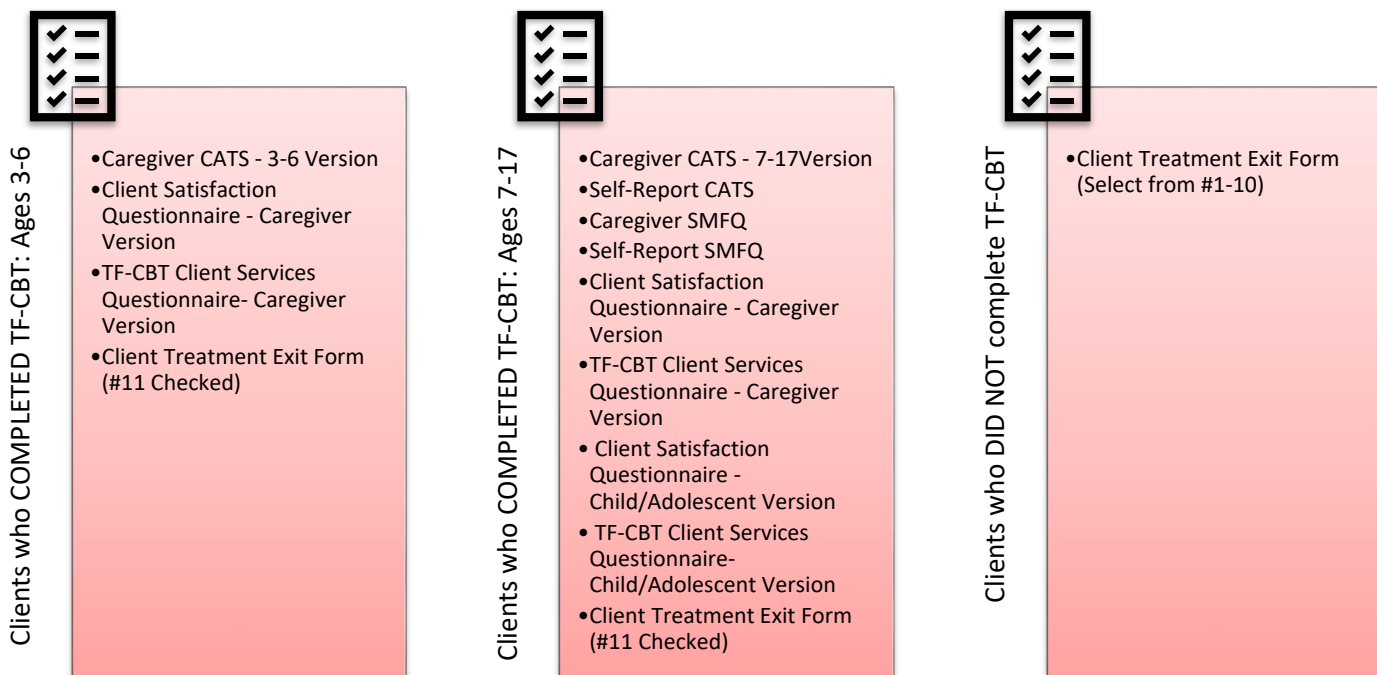 Clients who COMPLETED TF-CBT: Ages 3-6
•Caregiver CATS - 3-6 Version
•Client Satisfaction
Questionnaire - Caregiver
Version
•TF-CBT Client Services
Questionnaire- Caregiver
Version
•Client Treatment Exit Form
(#11 Checked)
Clients who COMPLETED TF-CBT: Ages 7-17
•Caregiver CATS - 7-17Version
•Self-Report CATS
•Caregiver SMFQ
•Self-Report SMFQ
•Client Satisfaction
Questionnaire - Caregiver
Version
•TF-CBT Client Services
Questionnaire - Caregiver
Version
• Client Satisfaction
Questionnaire -
Child/Adolescent Version
• TF-CBT Client Services
Questionnaire-
Child/Adolescent Version
•Client Treatment Exit Form
(#11 Checked)
Clients who DID NOT complete TF-CBT
•Client Treatment Exit Form
(Select from #1-10)